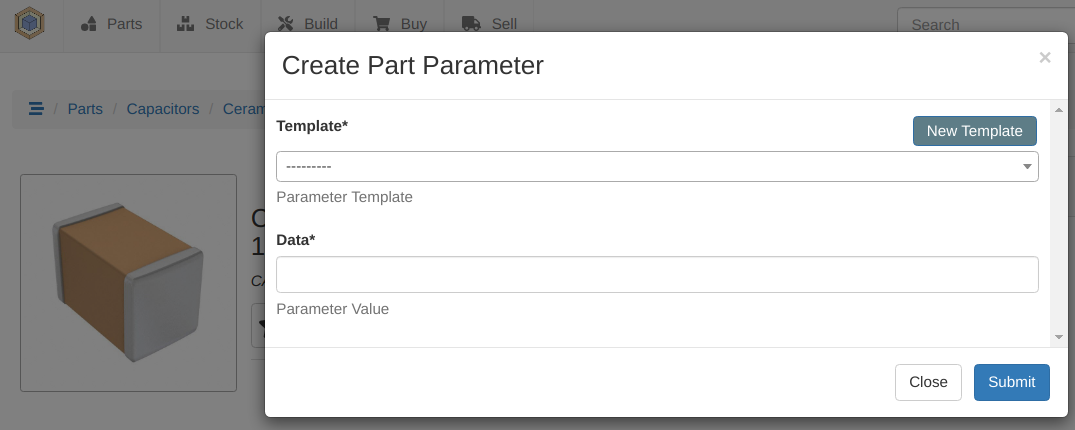 Parts
Stock
Build
Buy
Sell
Search
Create Part Parameter
×
/ Parts / Capacitors /
Template*
New Template
---------
Parameter Template
Data*
Parameter Value
Close
Submit